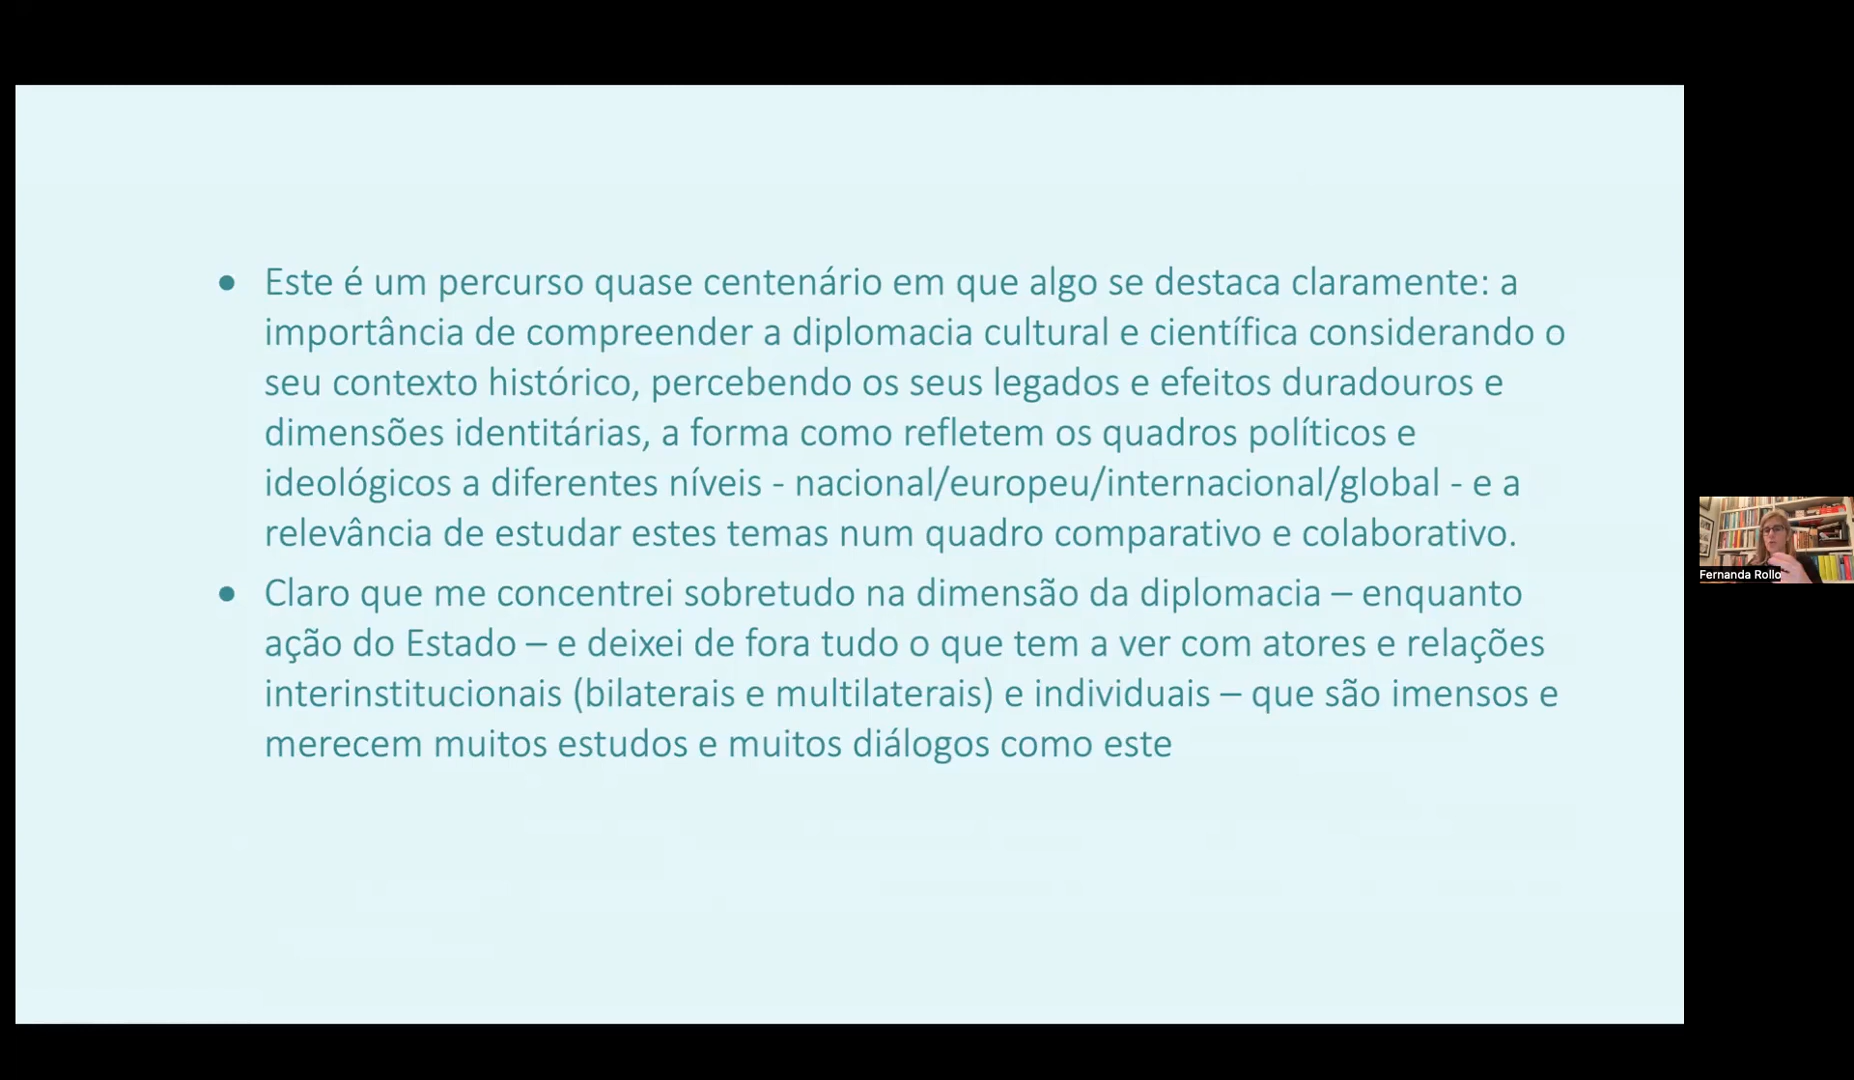 • Este é um percurso quase centenário em que algo se destaca claramente: a
importância de compreender a diplomacia cultural e científica considerando o
seu contexto histórico, percebendo os seus legados e efeitos duradouros e
dimensões identitárias, a forma como refletem os quadros políticos e
ideológicos a diferentes níveis - nacional/europeu/internacional/global - e a
relevância de estudar estes temas num quadro comparativo e colaborativo.
• Claro que me concentrei sobretudo na dimensão da diplomacia – enquanto
ação do Estado – e deixei de fora tudo o que tem a ver com atores e relações
interinstitucionais (bilaterais e multilaterais) e individuais – que são imensos e
merecem muitos estudos e muitos diálogos como este
Fernanda Rollo